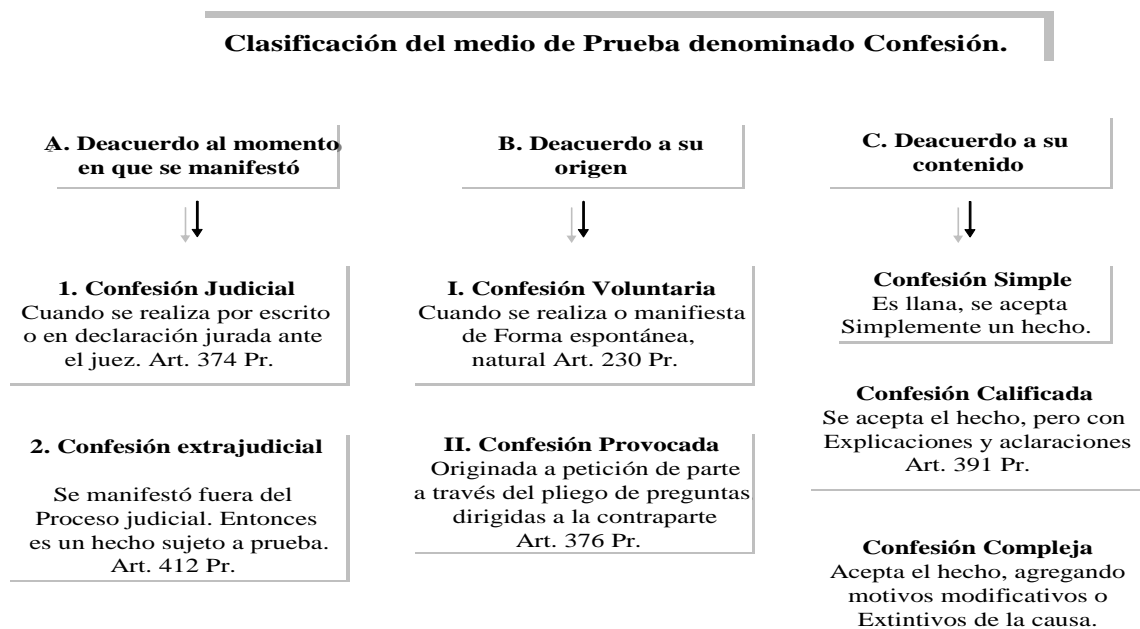 Clasificación del medio de Prueba denominado Confesión.
A. Deacuerdo al momento
en que se manifestó
1. Confesión Judicial
Cuando se realiza por escrito
o en declaración jurada ante
el juez. Art. 374 Pr.
2. Confesión extrajudicial
Se manifestó fuera del
Proceso judicial. Entonces
es un hecho sujeto a prueba.
Art. 412 Pr.
B. Deacuerdo a su
origen
I. Confesión Voluntaria
Cuando se realiza o manifiesta
de Forma espontánea,
natural Art. 230 Pr.
II. Confesión Provocada
Originada a petición de parte
a través del pliego de preguntas
dirigidas a la contraparte
Art. 376 Pr.
C. Deacuerdo a su
contenido
Confesión Simple
Es llana, se acepta
Simplemente un hecho.
Confesión Calificada
Se acepta el hecho, pero con
Explicaciones y aclaraciones
Art. 391 Pr.
Confesión Compleja
Acepta el hecho, agregando
motivos modificativos o
Extintivos de la causa.